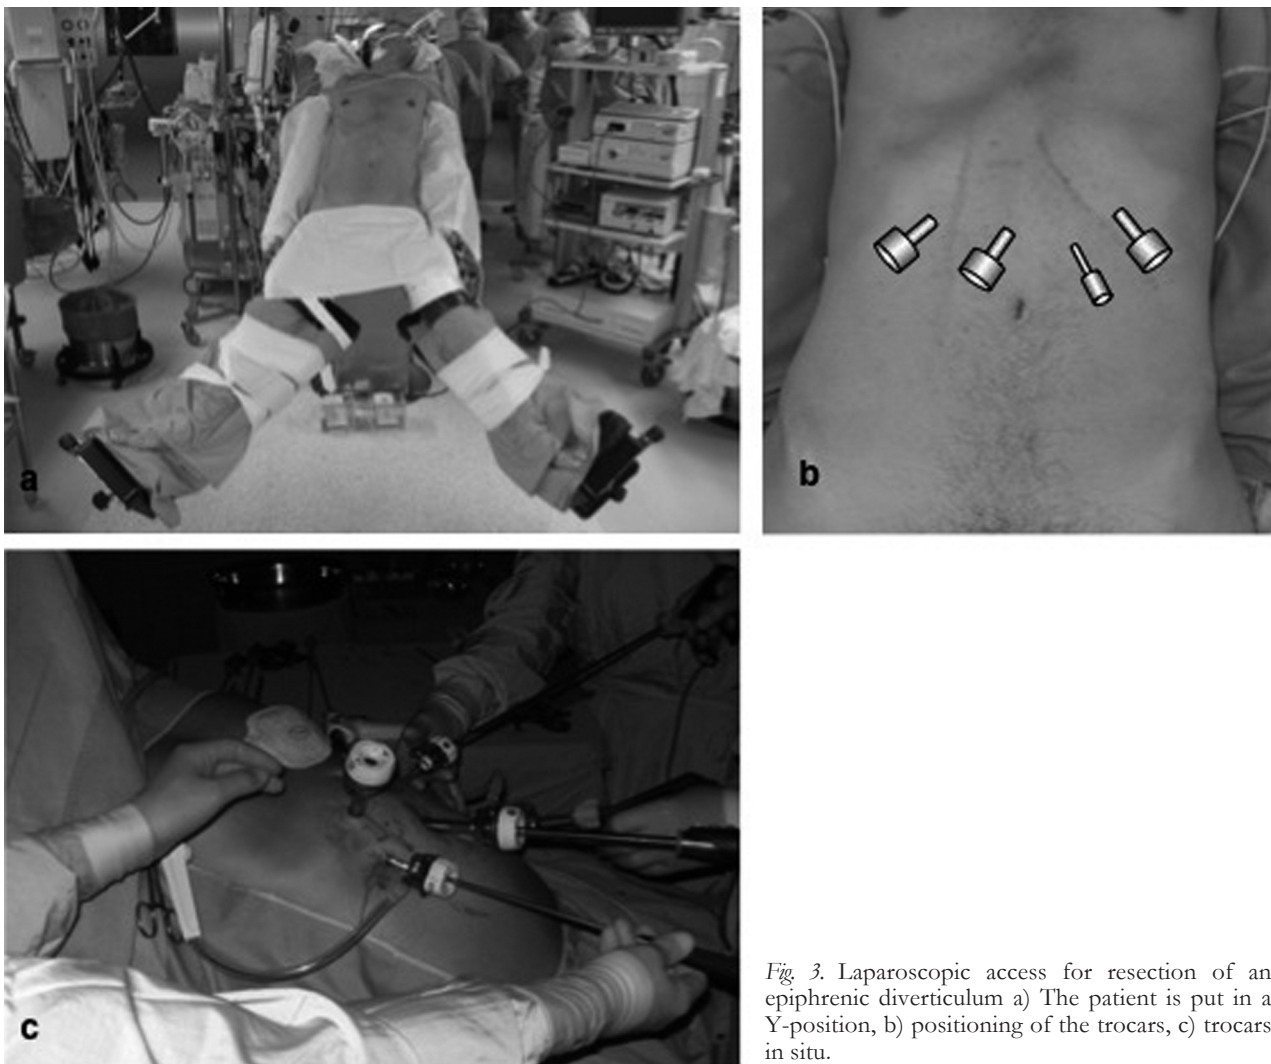 a
b
c
Fig. 3. Laparoscopic access for resection of an
epiphrenic diverticulum a) The patient is put in a
Y-position, b) positioning of the trocars, c) trocars
in situ.